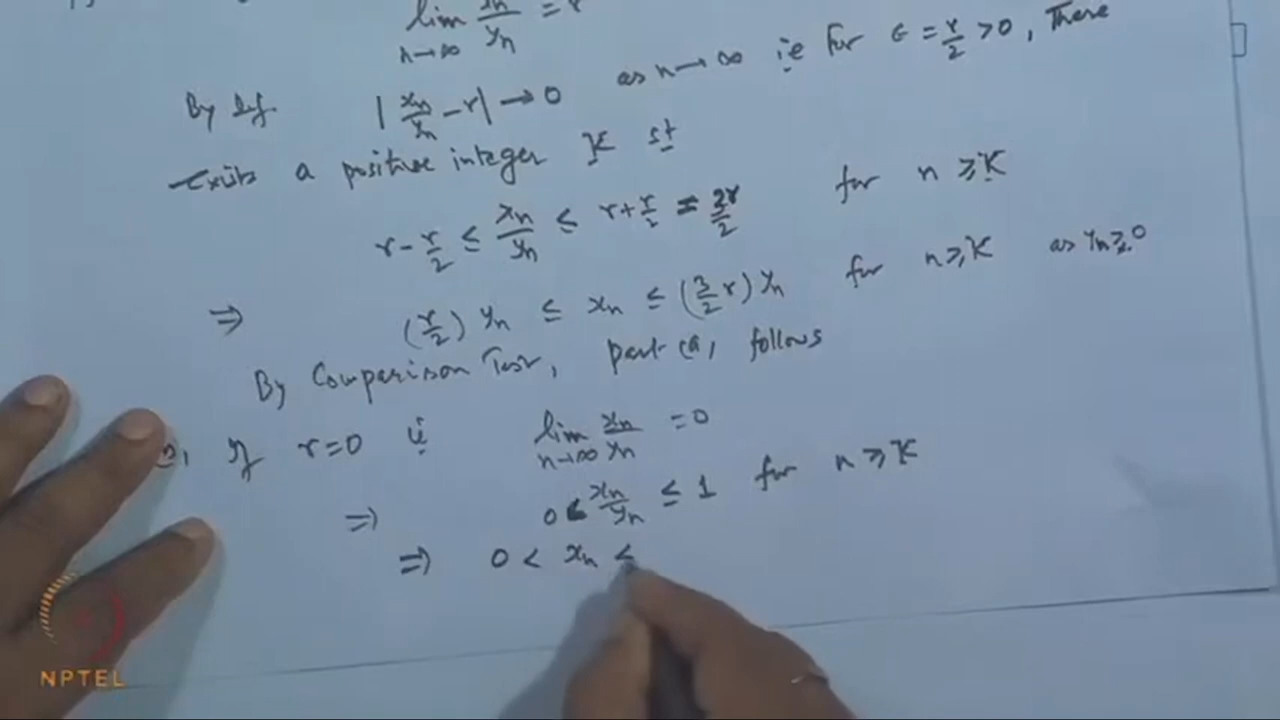 lim xn/yn = r
n→∞
By def. |xn/yn - r| → 0 as n→∞ ie for ε = r/2 > 0, There
Exists a positive integer K st
r - r/2 ≤ xn/yn ≤ r + r/2 = 3r/2 for n ≥ K
⇒ (r/2) yn ≤ xn ≤ (3/2 r) yn for n ≥ K as yn ≥ 0
By Comparison Test, part (a, follows
If r=0 ie lim xn/yn = 0
n→∞
⇒ 0 < xn/yn ≤ 1 for n ≥ K
⇒ 0 < xn <
NPTEL